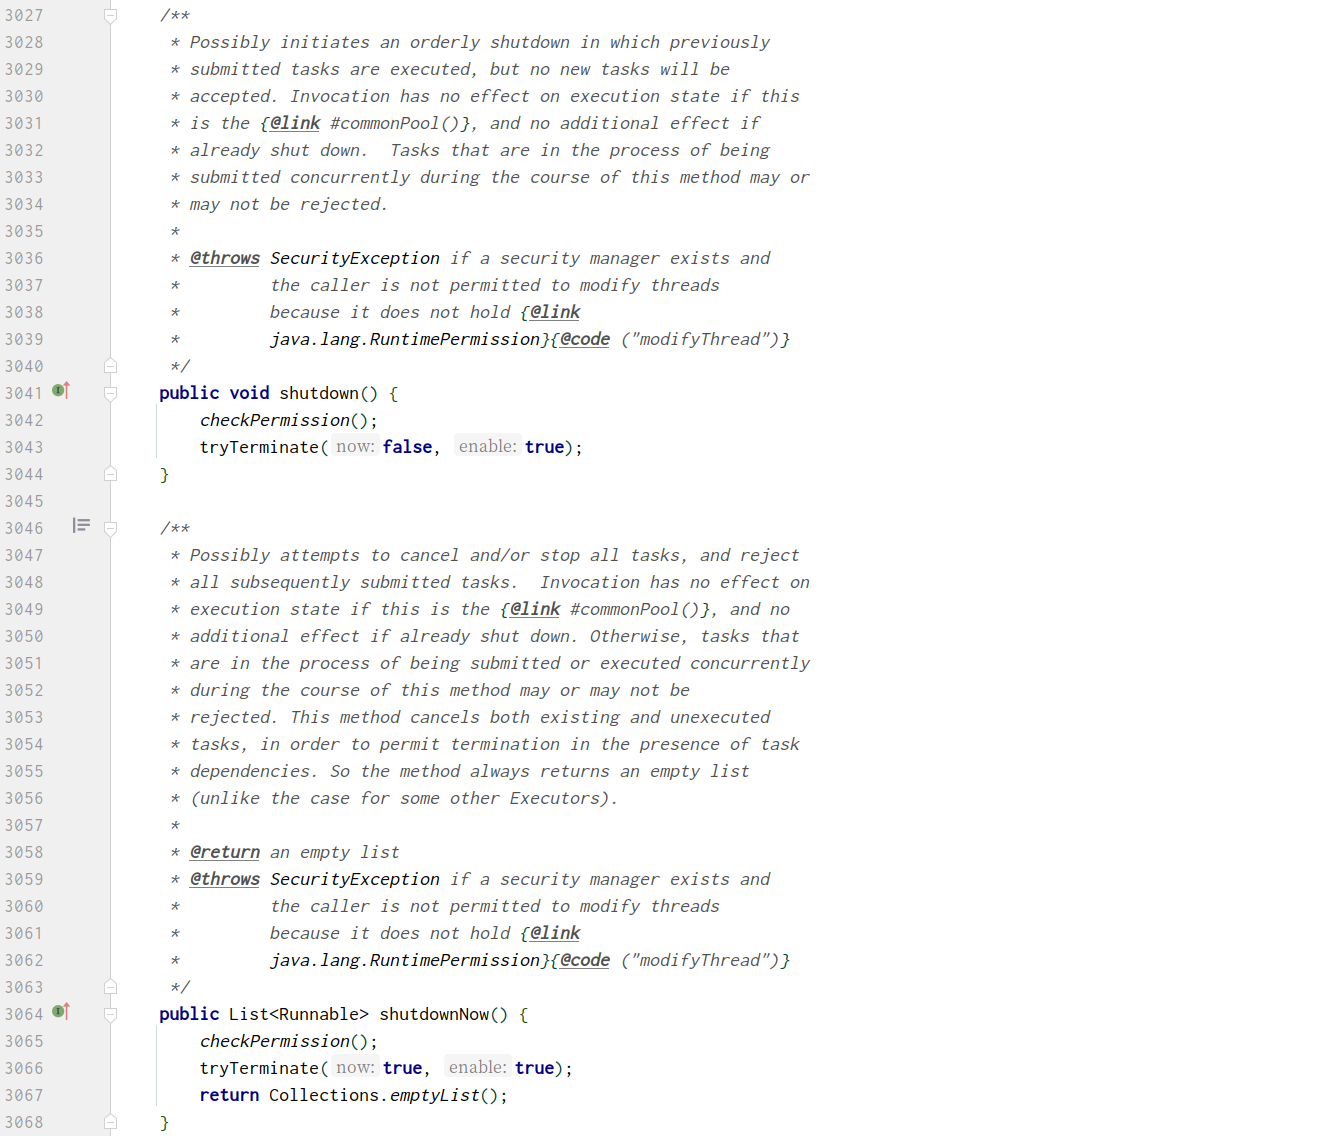 3027 /**
3028 * Possibly initiates an orderly shutdown in which previously
3029 * submitted tasks are executed, but no new tasks will be
3030 * accepted. Invocation has no effect on execution state if this
3031 * is the {@link #commonPool()}, and no additional effect if
3032 * already shut down.  Tasks that are in the process of being
3033 * submitted concurrently during the course of this method may or
3034 * may not be rejected.
3035 *
3036 * @throws SecurityException if a security manager exists and
3037 *         the caller is not permitted to modify threads
3038 *         because it does not hold {@link
3039 *         java.lang.RuntimePermission}{@code ("modifyThread")}
3040 */
3041 public void shutdown() {
3042     checkPermission();
3043     tryTerminate( now: false,  enable: true);
3044 }
3045
3046 /**
3047 * Possibly attempts to cancel and/or stop all tasks, and reject
3048 * all subsequently submitted tasks.  Invocation has no effect on
3049 * execution state if this is the {@link #commonPool()}, and no
3050 * additional effect if already shut down. Otherwise, tasks that
3051 * are in the process of being submitted or executed concurrently
3052 * during the course of this method may or may not be
3053 * rejected. This method cancels both existing and unexecuted
3054 * tasks, in order to permit termination in the presence of task
3055 * dependencies. So the method always returns an empty list
3056 * (unlike the case for some other Executors).
3057 *
3058 * @return an empty list
3059 * @throws SecurityException if a security manager exists and
3060 *         the caller is not permitted to modify threads
3061 *         because it does not hold {@link
3062 *         java.lang.RuntimePermission}{@code ("modifyThread")}
3063 */
3064 public List<Runnable> shutdownNow() {
3065     checkPermission();
3066     tryTerminate( now: true,  enable: true);
3067     return Collections.emptyList();
3068 }